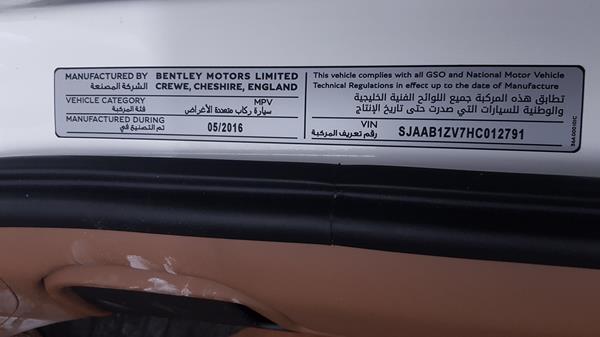 MANUFACTURED BY BENTLEY MOTORS LIMITED
الشركة المصنعة CREWE, CHESHIRE, ENGLAND
VEHICLE CATEGORY MPV
فئة المركبة سيارة ركاب متعددة الأغراض
MANUFACTURED DURING
تم التصنيع في 05/2016
This vehicle complies with all GSO and National Motor Vehicle
Technical Regulations in effect up to the date of Manufacture
تطابق هذه المركبة جميع اللوائح الفنية الخليجية
والوطنية للسيارات التي صدرت حتى تاريخ الإنتاج
VIN
رقم تعريف المركبة SJAAB1ZV7HC012791